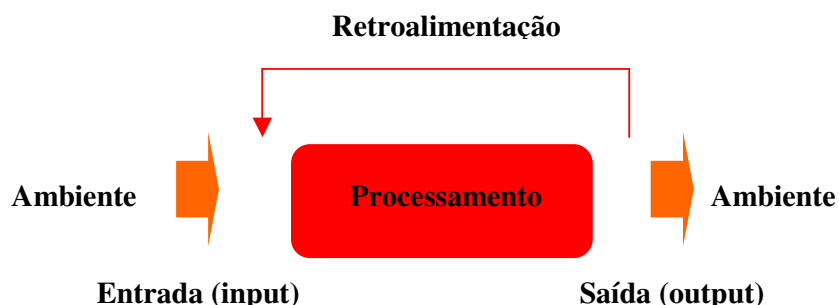 Retroalimentação
Ambiente
Processamento
Ambiente
Entrada (input)
Saída (output)